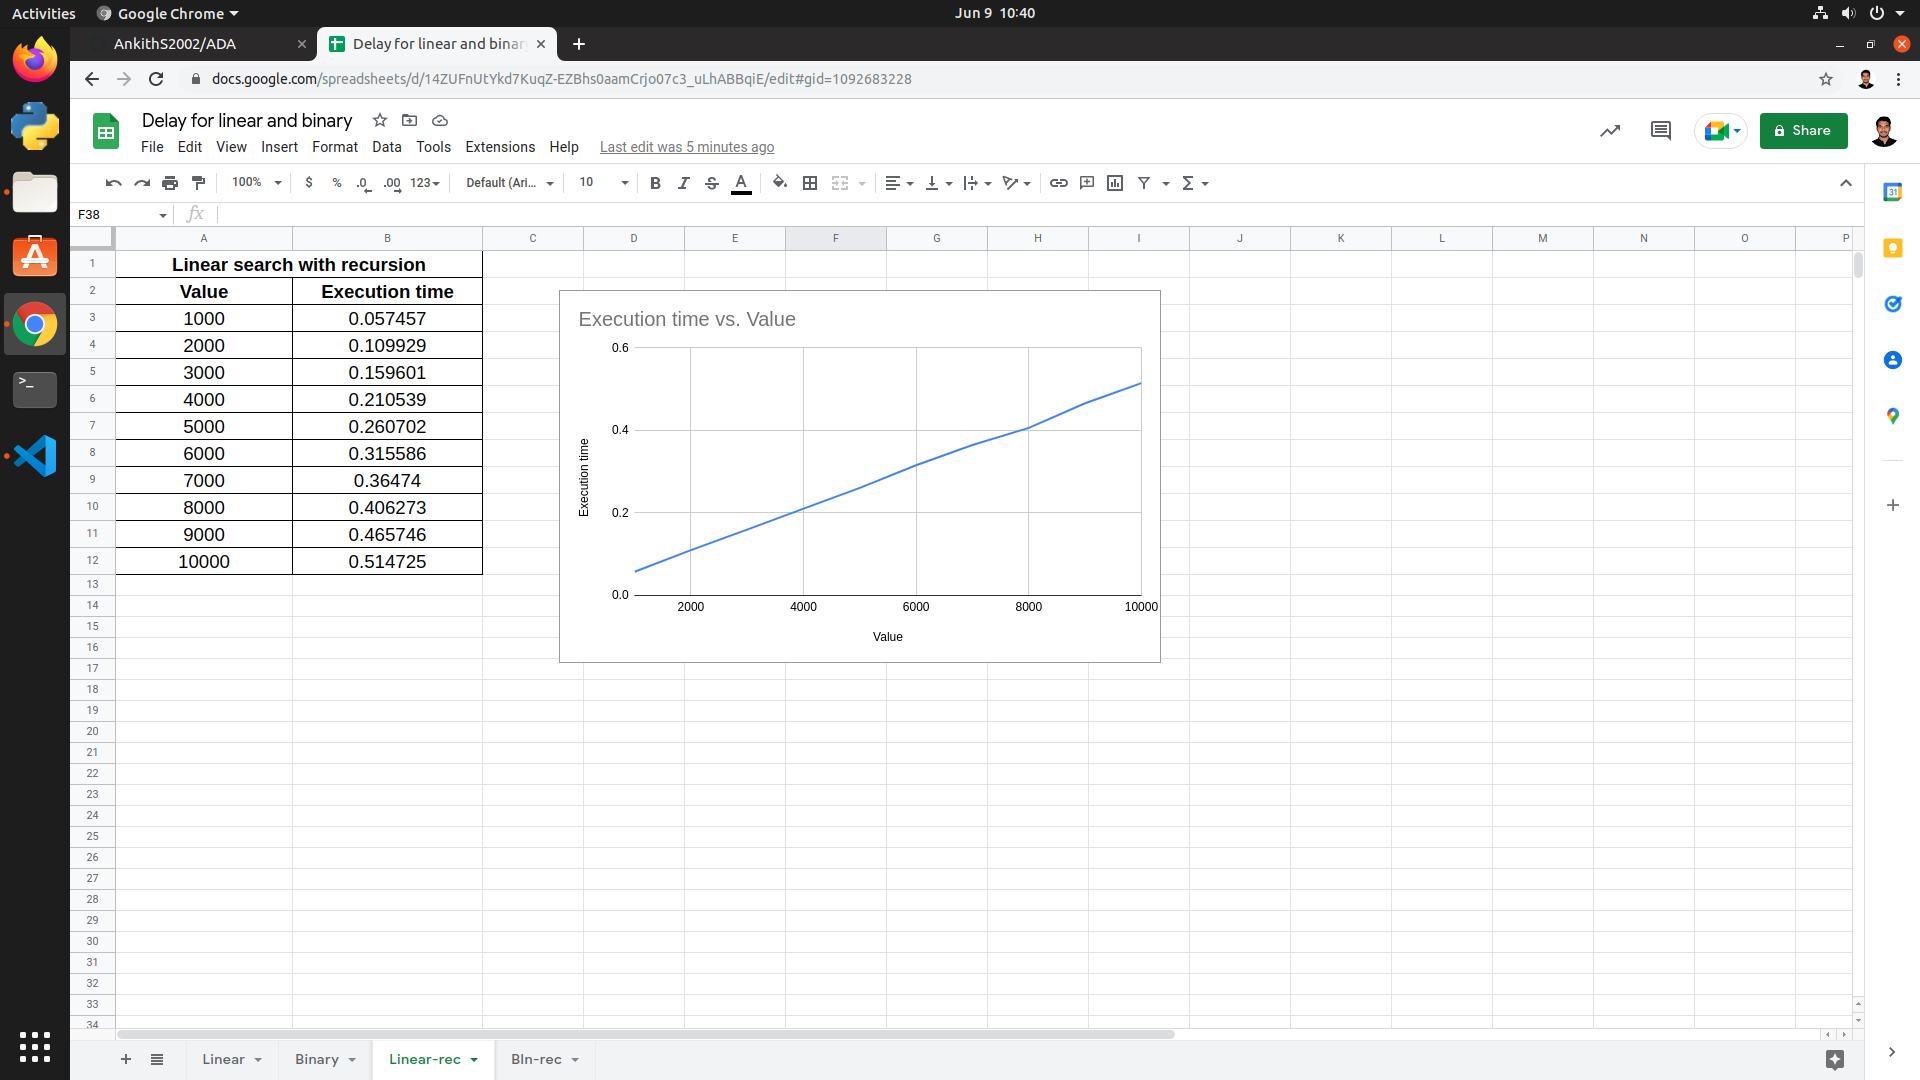 Activities Google Chrome Jun 9 10:40
AnkithS2002/ADA Delay for linear and binar
docs.google.com/spreadsheets/d/14ZUFnUtYkd7KuqZ-EZBhs0aamCrjo07c3_uLhABBqiE/edit#gid=1092683228
Delay for linear and binary
File Edit View Insert Format Data Tools Extensions Help Last edit was 5 minutes ago
Share
100% $ % .0 .00 123 Default (Ari... 10 B I S A
31
F38 fx
A B C D E F G H I J K L M N O P
1 Linear search with recursion
2 Value Execution time
3 1000 0.057457
4 2000 0.109929
5 3000 0.159601
6 4000 0.210539
7 5000 0.260702
8 6000 0.315586
9 7000 0.36474
10 8000 0.406273
11 9000 0.465746
12 10000 0.514725
13
14
15
16
17
18
19
20
21
22
23
24
25
26
27
28
29
30
31
32
33
34
Execution time vs. Value
0.6
0.4
0.2
0.0
Execution time
2000 4000 6000 8000 10000
Value
Linear Binary Linear-rec BIn-rec